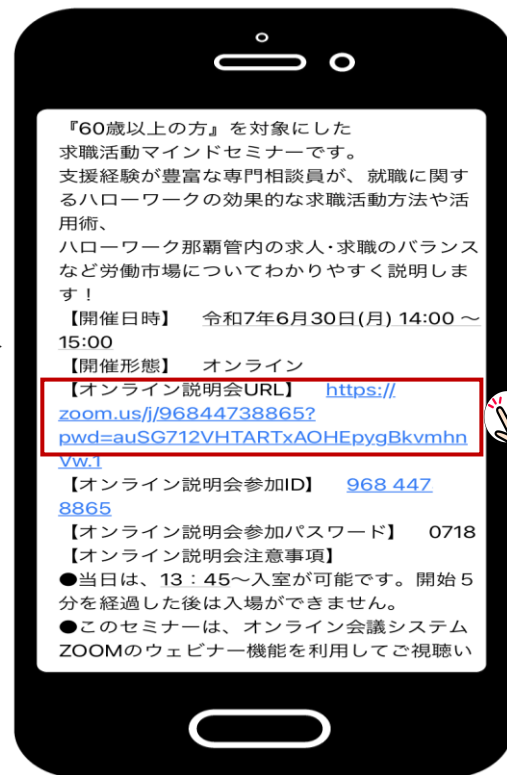 『60歳以上の方』を対象にした
求職活動マインドセミナーです。
支援経験が豊富な専門相談員が、就職に関す
るハローワークの効果的な求職活動方法や活
用術、
ハローワーク那覇管内の求人・求職のバランス
など労働市場についてわかりやすく説明しま
す！
【開催日時】　令和7年6月30日(月) 14:00 ～
15:00
【開催形態】　オンライン
【オンライン説明会URL】　https://
zoom.us/j/96844738865?
pwd=auSG712VHTARTxAOHEpygBkvmhn
Vw.1
【オンライン説明会参加ID】　968 447
8865
【オンライン説明会参加パスワード】　0718
【オンライン説明会注意事項】
●当日は、13：45～入室が可能です。開始５
分を経過した後は入場ができません。
●このセミナーは、オンライン会議システム
ZOOMのウェビナー機能を利用してご視聴い